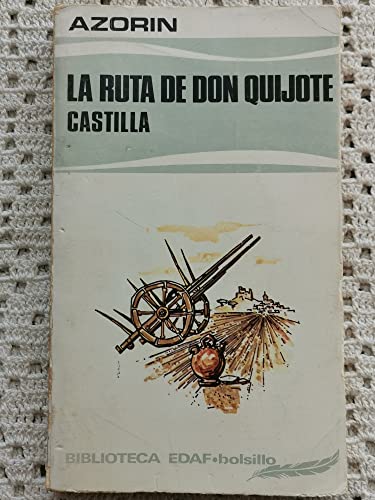 AZORIN
LA RUTA DE DON QUIJOTE
CASTILLA
BIBLIOTECA EDAF•bolsillo